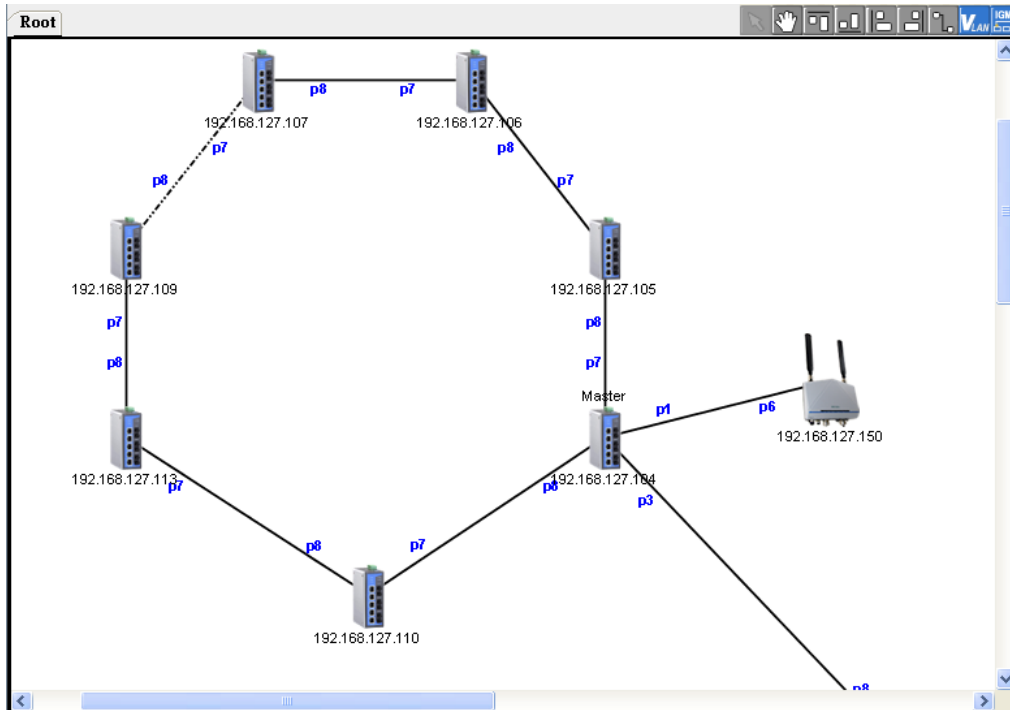 Root
VLAN
IGM
p8
p7
192.168.127.107
192.168.127.106
p7
p8
p8
p7
192.168.127.109
192.168.127.105
p7
p8
p8
p7
Master
p1
p6
192.168.127.150
192.168.127.113
192.168.127.104
p7
p8
p3
p8
p7
192.168.127.110
p8